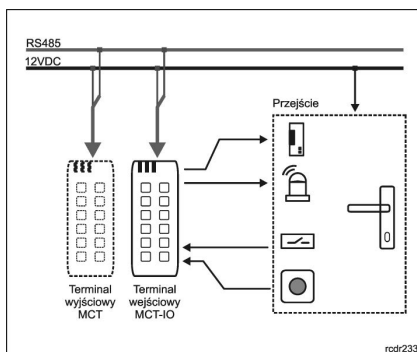 RS485
12VDC
Przejście
Terminal
wyjściowy
MCT
Terminal
wejściowy
MCT-IO
rcdr233